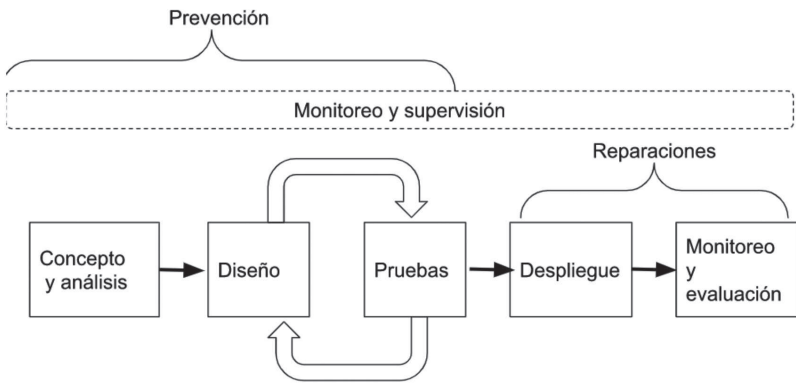 Prevención
Monitoreo y supervisión
Reparaciones
Concepto
y análisis
Diseño
Pruebas
Despliegue
Monitoreo
y
evaluación